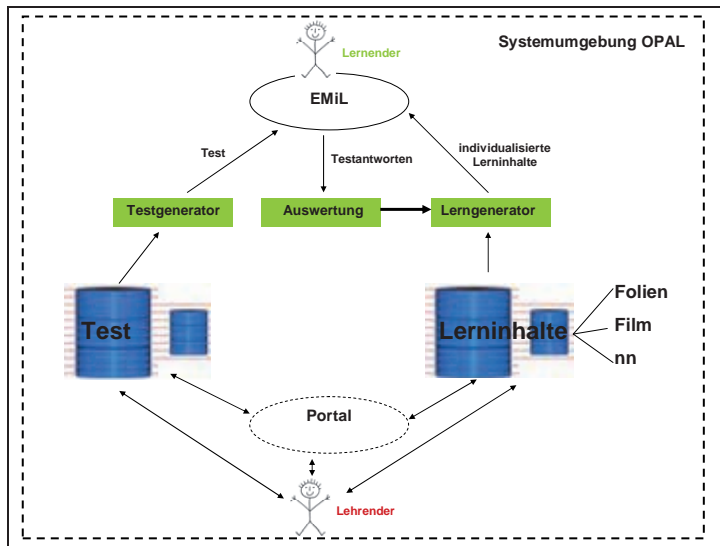 Systemumgebung OPAL
Lernender
EMiL
Test
Testantworten
individualisierte
Lerninhalte
Testgenerator
Auswertung
Lerngenerator
Test
Lerninhalte
Folien
Film
nn
Portal
Lehrender